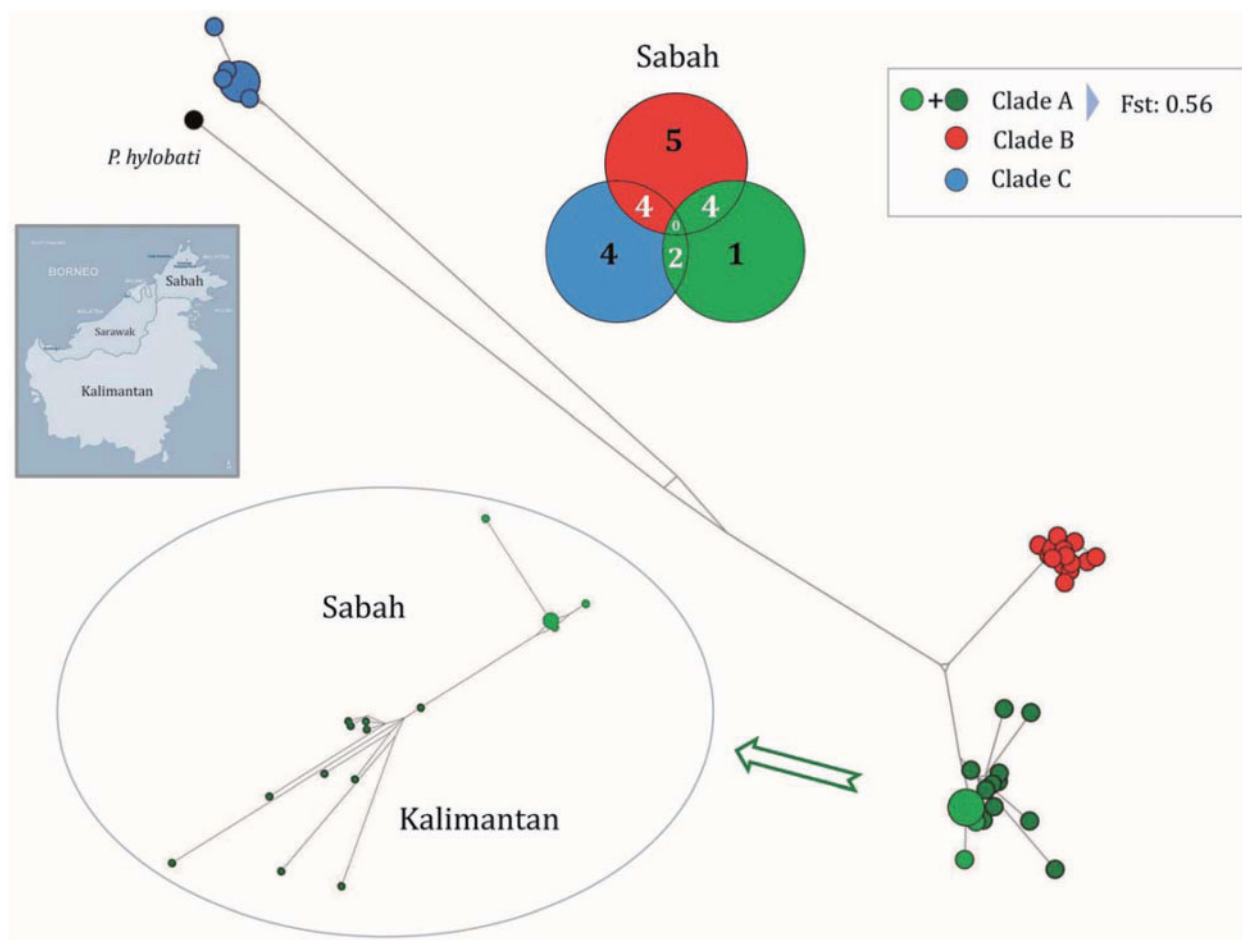 Sabah
Clade A
Fst: 0.56
Clade B
Clade C
+
5
4
4
0
4
2
1
P. hylobati
BORNEO
Sabah
Sarawak
Kalimantan
Sabah
Kalimantan